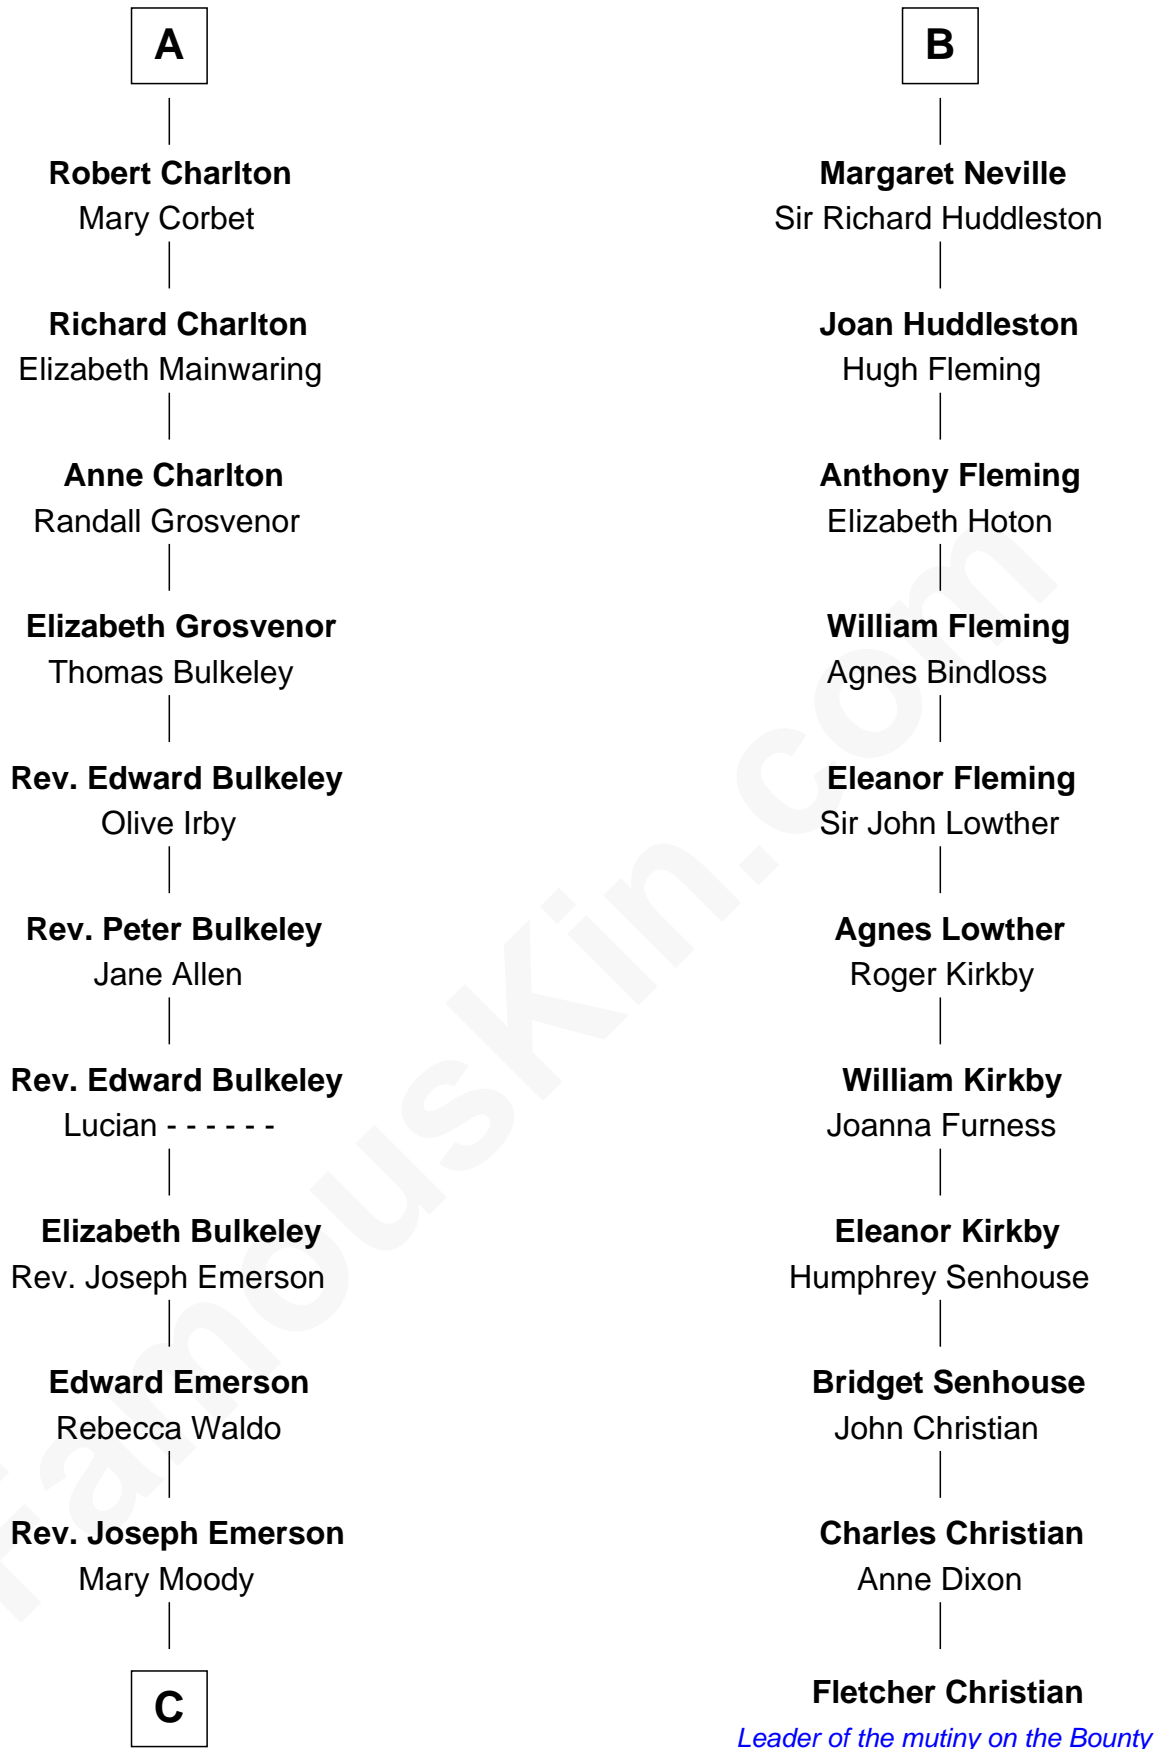 A
Robert Charlton
Mary Corbet
Richard Charlton
Elizabeth Mainwaring
Anne Charlton
Randall Grosvenor
Elizabeth Grosvenor
Thomas Bulkeley
Rev. Edward Bulkeley
Olive Irby
Rev. Peter Bulkeley
Jane Allen
Rev. Edward Bulkeley
Lucian - - - - - -
Elizabeth Bulkeley
Rev. Joseph Emerson
Edward Emerson
Rebecca Waldo
Rev. Joseph Emerson
Mary Moody
C
B
Margaret Neville
Sir Richard Huddleston
Joan Huddleston
Hugh Fleming
Anthony Fleming
Elizabeth Hoton
William Fleming
Agnes Bindloss
Eleanor Fleming
Sir John Lowther
Agnes Lowther
Roger Kirkby
William Kirkby
Joanna Furness
Eleanor Kirkby
Humphrey Senhouse
Bridget Senhouse
John Christian
Charles Christian
Anne Dixon
Fletcher Christian
Leader of the mutiny on the Bounty
FamousKin.com